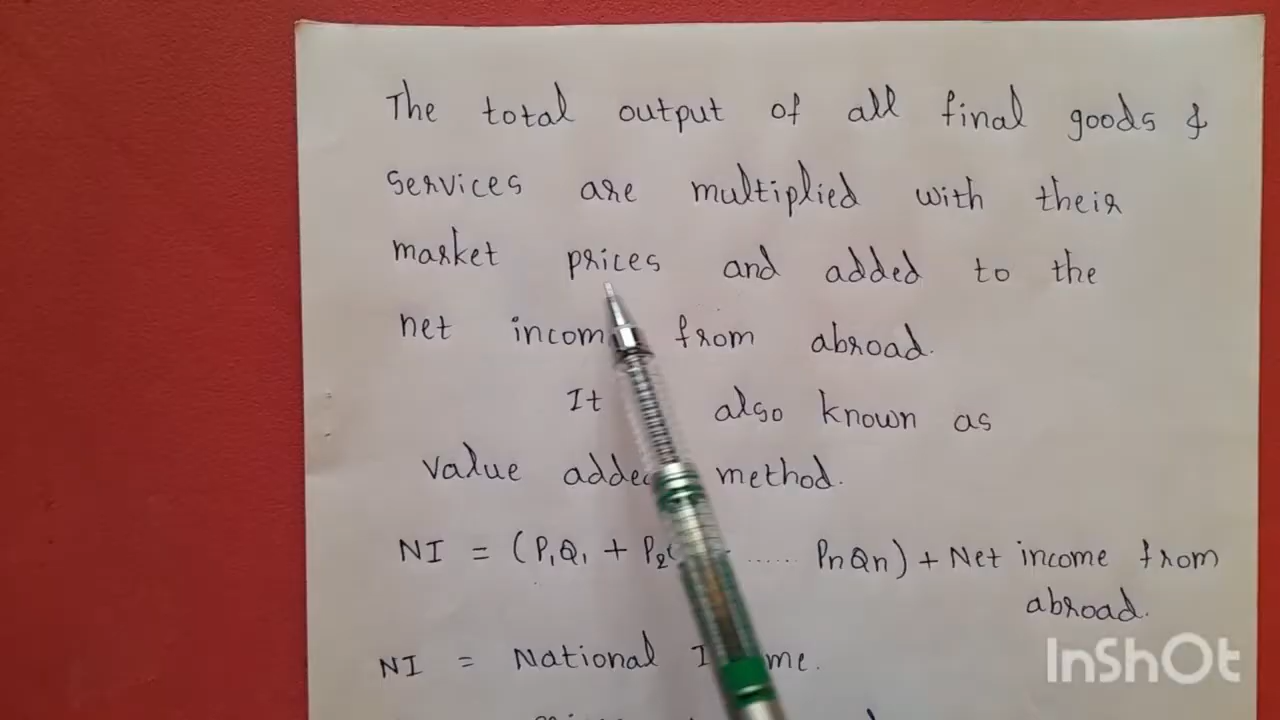 The total output of all final goods &
services are multiplied with their
market prices and added to the
net income from abroad.
It also known as
value added method.
NI = (P₁Q₁ + P₂ ...... PnQn) + Net income from
abroad.
NI = National
InShOt